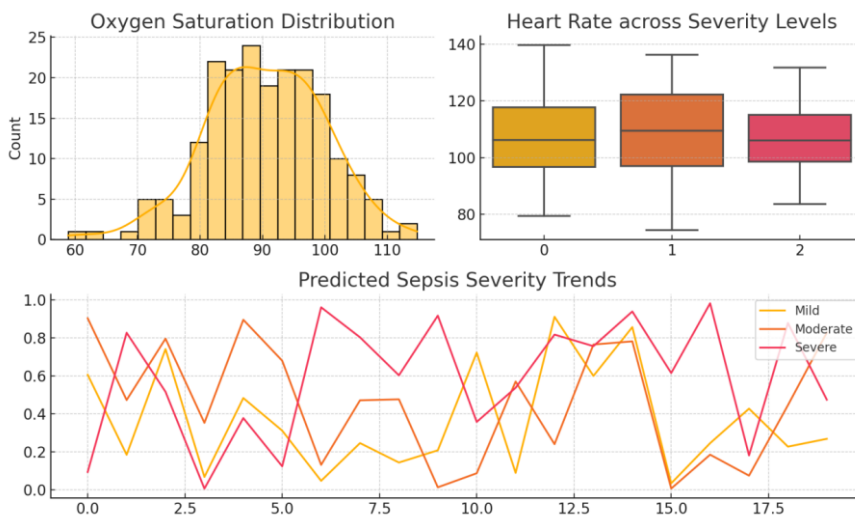 Oxygen Saturation Distribution
Heart Rate across Severity Levels
25
20
15
10
5
0
Count
60 70 80 90 100 110
140
120
100
80
0 1 2
Predicted Sepsis Severity Trends
1.0
0.8
0.6
0.4
0.2
0.0
Mild
Moderate
Severe
0.0 2.5 5.0 7.5 10.0 12.5 15.0 17.5